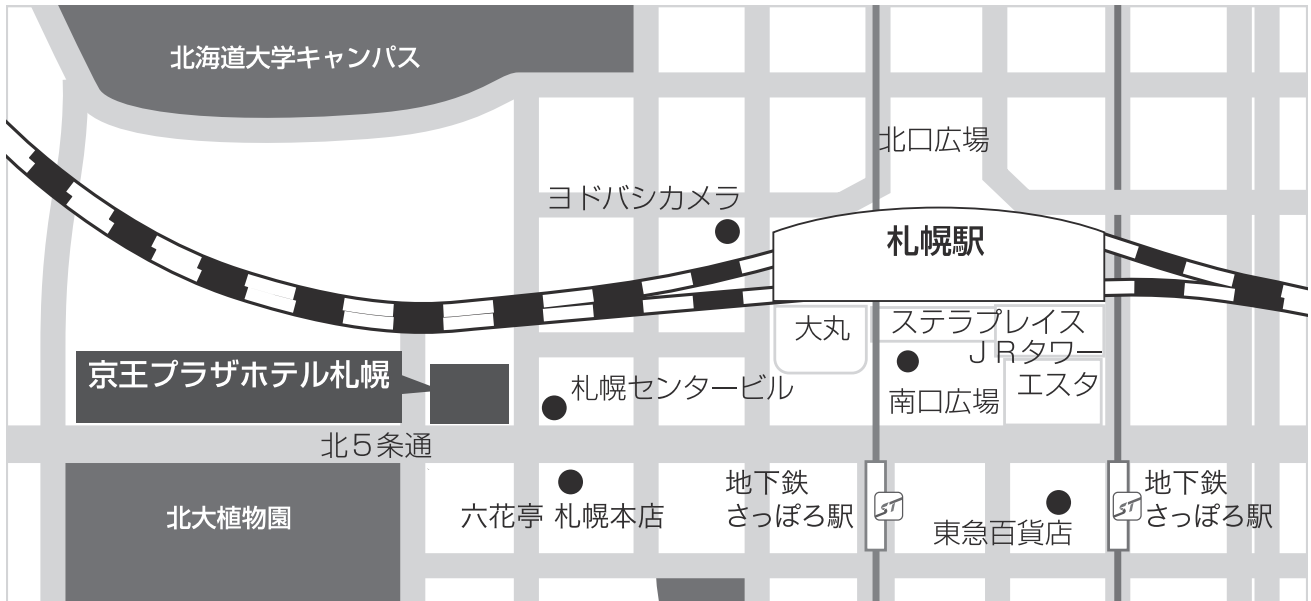 北海道大学キャンパス
北口広場
ヨドバシカメラ
札幌駅
大丸
ステラプレイス
ＪＲタワー
エスタ
京王プラザホテル札幌
札幌センタービル
南口広場
北５条通
北大植物園
六花亭 札幌本店
地下鉄
さっぽろ駅
ST
東急百貨店
ST
地下鉄
さっぽろ駅